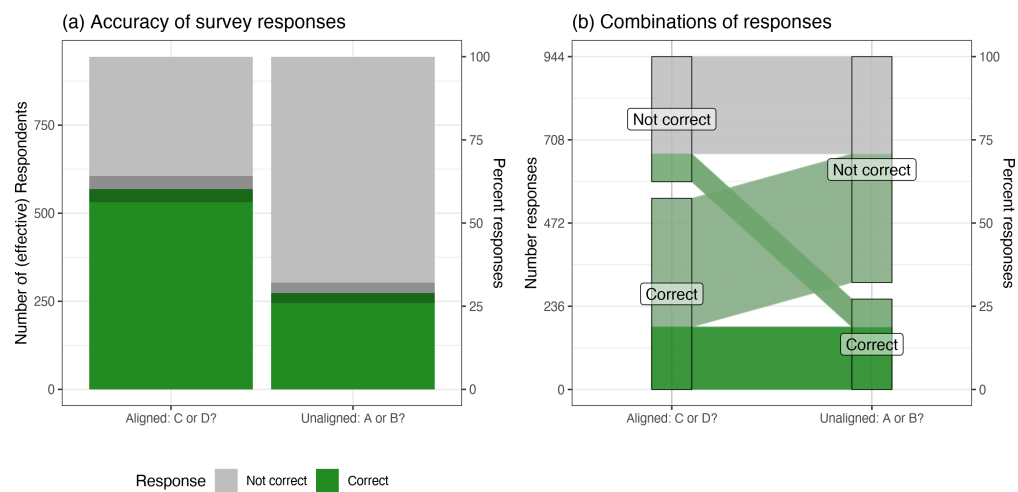 (a) Accuracy of survey responses
Number of (effective) Respondents
750
500
250
0
100
75
50
25
0
Percent responses
Aligned: C or D?
Unaligned: A or B?
Response
Not correct
Correct
(b) Combinations of responses
Number responses
944
708
472
236
0
Not correct
Not correct
Correct
Correct
100
75
50
25
0
Percent responses
Aligned: C or D?
Unaligned: A or B?